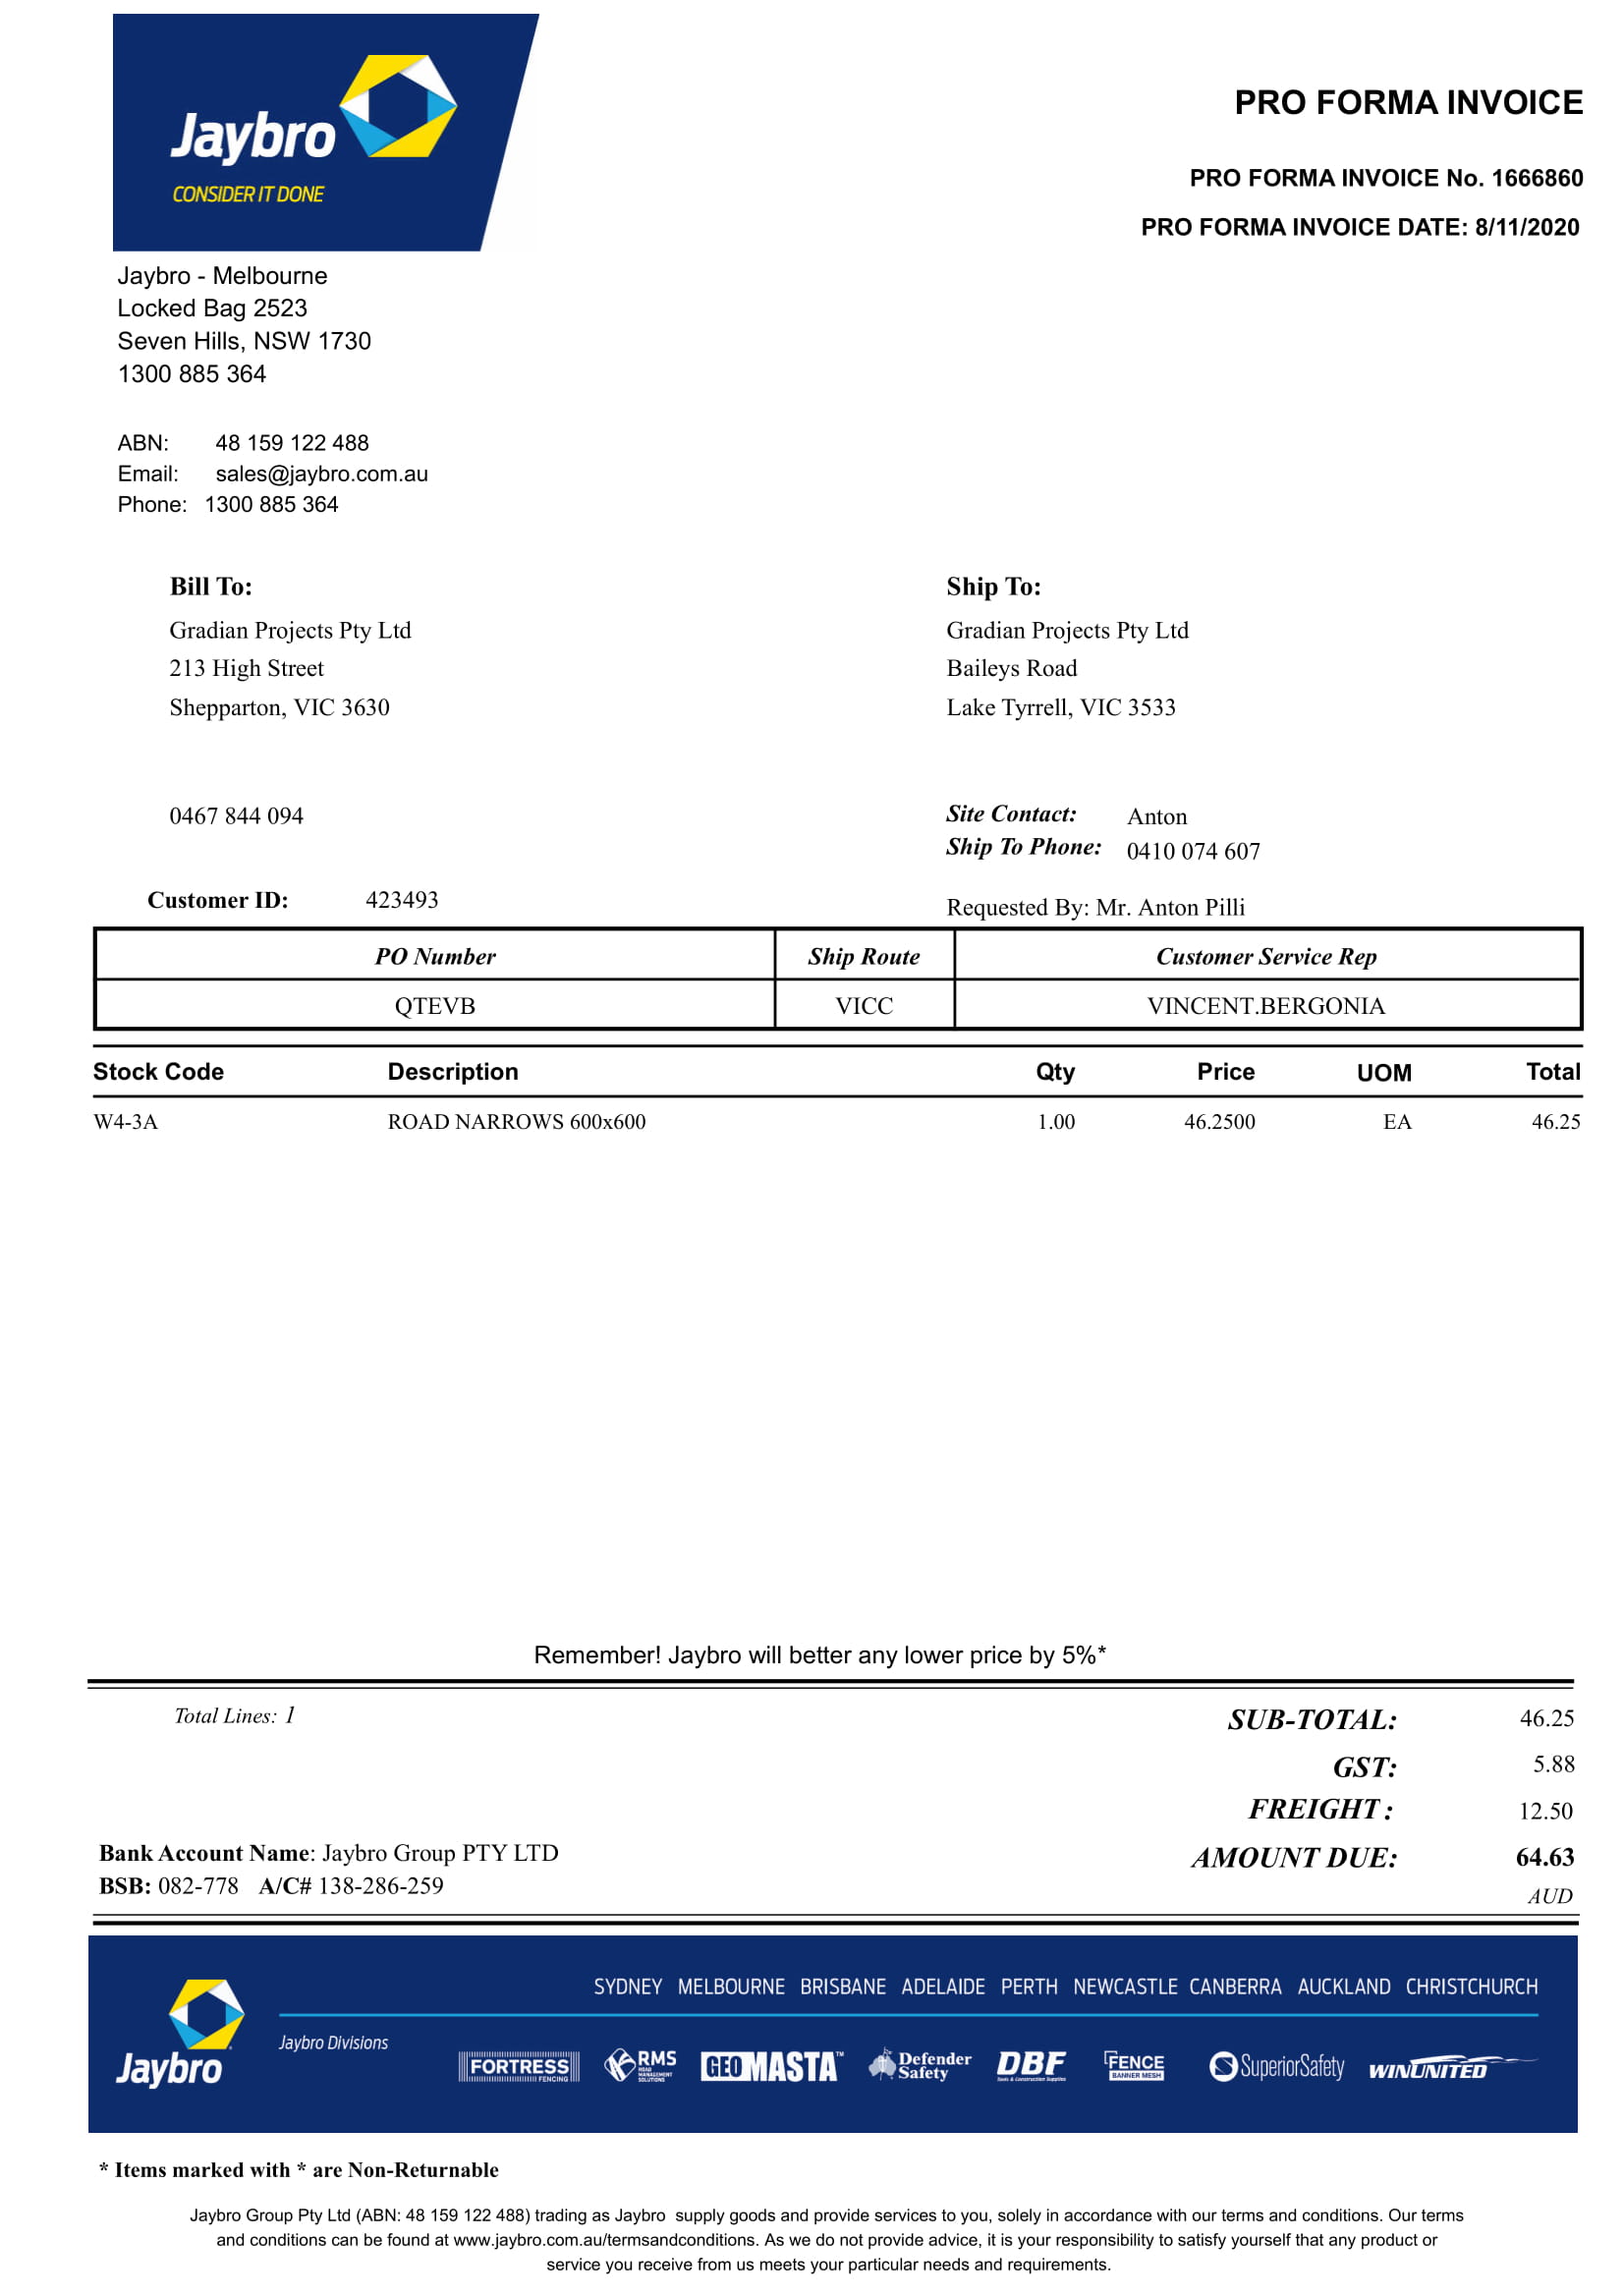 Jaybro
CONSIDER IT DONE
PRO FORMA INVOICE
PRO FORMA INVOICE No. 1666860
PRO FORMA INVOICE DATE: 8/11/2020
Jaybro - Melbourne
Locked Bag 2523
Seven Hills, NSW 1730
1300 885 364
ABN: 48 159 122 488
Email: sales@jaybro.com.au
Phone: 1300 885 364
Bill To:
Gradian Projects Pty Ltd
213 High Street
Shepparton, VIC 3630
0467 844 094
Ship To:
Gradian Projects Pty Ltd
Baileys Road
Lake Tyrrell, VIC 3533
Site Contact: Anton
Ship To Phone: 0410 074 607
Customer ID: 423493
Requested By: Mr. Anton Pilli
PO Number Ship Route Customer Service Rep
QTEVB VICC VINCENT.BERGONIA
Stock Code Description Qty Price UOM Total
W4-3A ROAD NARROWS 600x600 1.00 46.2500 EA 46.25
Remember! Jaybro will better any lower price by 5%*
Total Lines: 1
SUB-TOTAL: 46.25
GST: 5.88
FREIGHT : 12.50
AMOUNT DUE: 64.63
AUD
Bank Account Name: Jaybro Group PTY LTD
BSB: 082-778 A/C# 138-286-259
SYDNEY MELBOURNE BRISBANE ADELAIDE PERTH NEWCASTLE CANBERRA AUCKLAND CHRISTCHURCH
Jaybro
Jaybro Divisions
FORTRESS FENCING
RMS ROAD MANAGEMENT SOLUTIONS
GEOMASTA™
Defender Safety
DBF Tools & Construction Supplies
FENCE BANNER MESH
SuperiorSafety
WINUNITED
* Items marked with * are Non-Returnable
Jaybro Group Pty Ltd (ABN: 48 159 122 488) trading as Jaybro supply goods and provide services to you, solely in accordance with our terms and conditions. Our terms
and conditions can be found at www.jaybro.com.au/termsandconditions. As we do not provide advice, it is your responsibility to satisfy yourself that any product or
service you receive from us meets your particular needs and requirements.